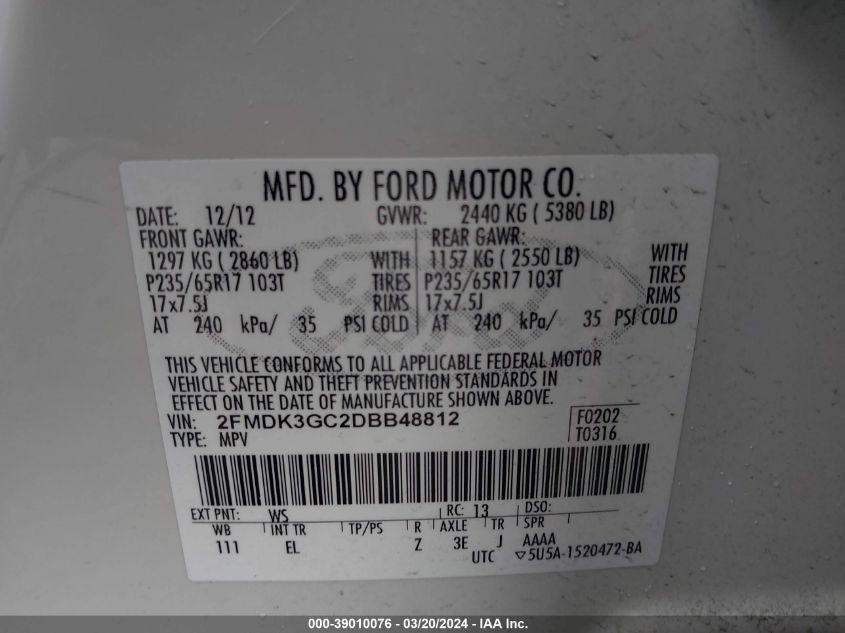 MFD. BY FORD MOTOR CO.
DATE: 12/12 GVWR: 2440 KG ( 5380 LB)
FRONT GAWR: REAR GAWR:
1297 KG ( 2860 LB) WITH 1157 KG ( 2550 LB) WITH
P235/65R17 103T TIRES P235/65R17 103T TIRES
17x7.5J RIMS 17x7.5J RIMS
AT 240 kPa/ 35 PSI COLD AT 240 kPa/ 35 PSI COLD
Ford
THIS VEHICLE CONFORMS TO ALL APPLICABLE FEDERAL MOTOR
VEHICLE SAFETY AND THEFT PREVENTION STANDARDS IN
EFFECT ON THE DATE OF MANUFACTURE SHOWN ABOVE.
VIN: 2FMDK3GC2DBB48812 F0202
TYPE: MPV T0316
EXT PNT: WS RC: 13 DSO:
WB INT TR TP/PS R AXLE TR SPR
111 EL Z 3E J AAAA
UTC ▽5U5A-1520472-BA
000-39010076 - 03/20/2024 - IAA Inc.